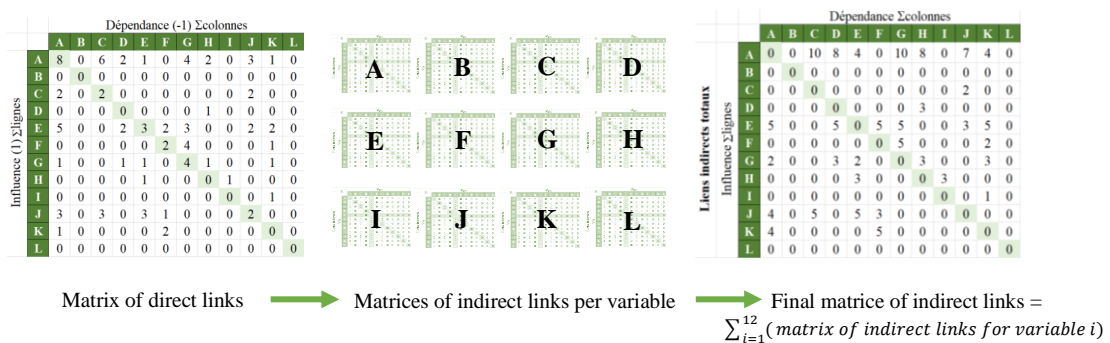 Dépendance (-1) Σcolonnes
A B C D E F G H I J K L
Influence (1) Σlignes
A 8 0 6 2 1 0 4 2 0 3 1 0
B 0 0 0 0 0 0 0 0 0 0 0 0
C 2 0 2 0 0 0 0 0 0 2 0 0
D 0 0 0 0 0 0 0 1 0 0 0 0
E 5 0 0 2 3 2 3 0 0 2 2 0
F 0 0 0 0 0 2 4 0 0 0 1 0
G 1 0 0 1 1 0 4 1 0 0 1 0
H 0 0 0 0 1 0 0 0 1 0 0 0
I 0 0 0 0 0 0 0 0 0 0 1 0
J 3 0 3 0 3 1 0 0 0 2 0 0
K 1 0 0 0 0 2 0 0 0 0 0 0
L 0 0 0 0 0 0 0 0 0 0 0 0
A B C D
E F G H
I J K L
Dépendance Σcolonnes
A B C D E F G H I J K L
Liens indirects totaux
Influence Σlignes
A 0 0 10 8 4 0 10 8 0 7 4 0
B 0 0 0 0 0 0 0 0 0 0 0 0
C 0 0 0 0 0 0 0 0 0 2 0 0
D 0 0 0 0 0 0 0 3 0 0 0 0
E 5 0 0 5 0 5 5 0 0 3 5 0
F 0 0 0 0 0 0 5 0 0 0 2 0
G 2 0 0 3 2 0 0 3 0 0 3 0
H 0 0 0 0 3 0 0 0 3 0 0 0
I 0 0 0 0 0 0 0 0 0 0 1 0
J 4 0 5 0 5 3 0 0 0 0 0 0
K 4 0 0 0 0 5 0 0 0 0 0 0
L 0 0 0 0 0 0 0 0 0 0 0 0
Matrix of direct links
Matrices of indirect links per variable
Final matrice of indirect links =
∑¹²ᵢ₌₁(matrix of indirect links for variable i)